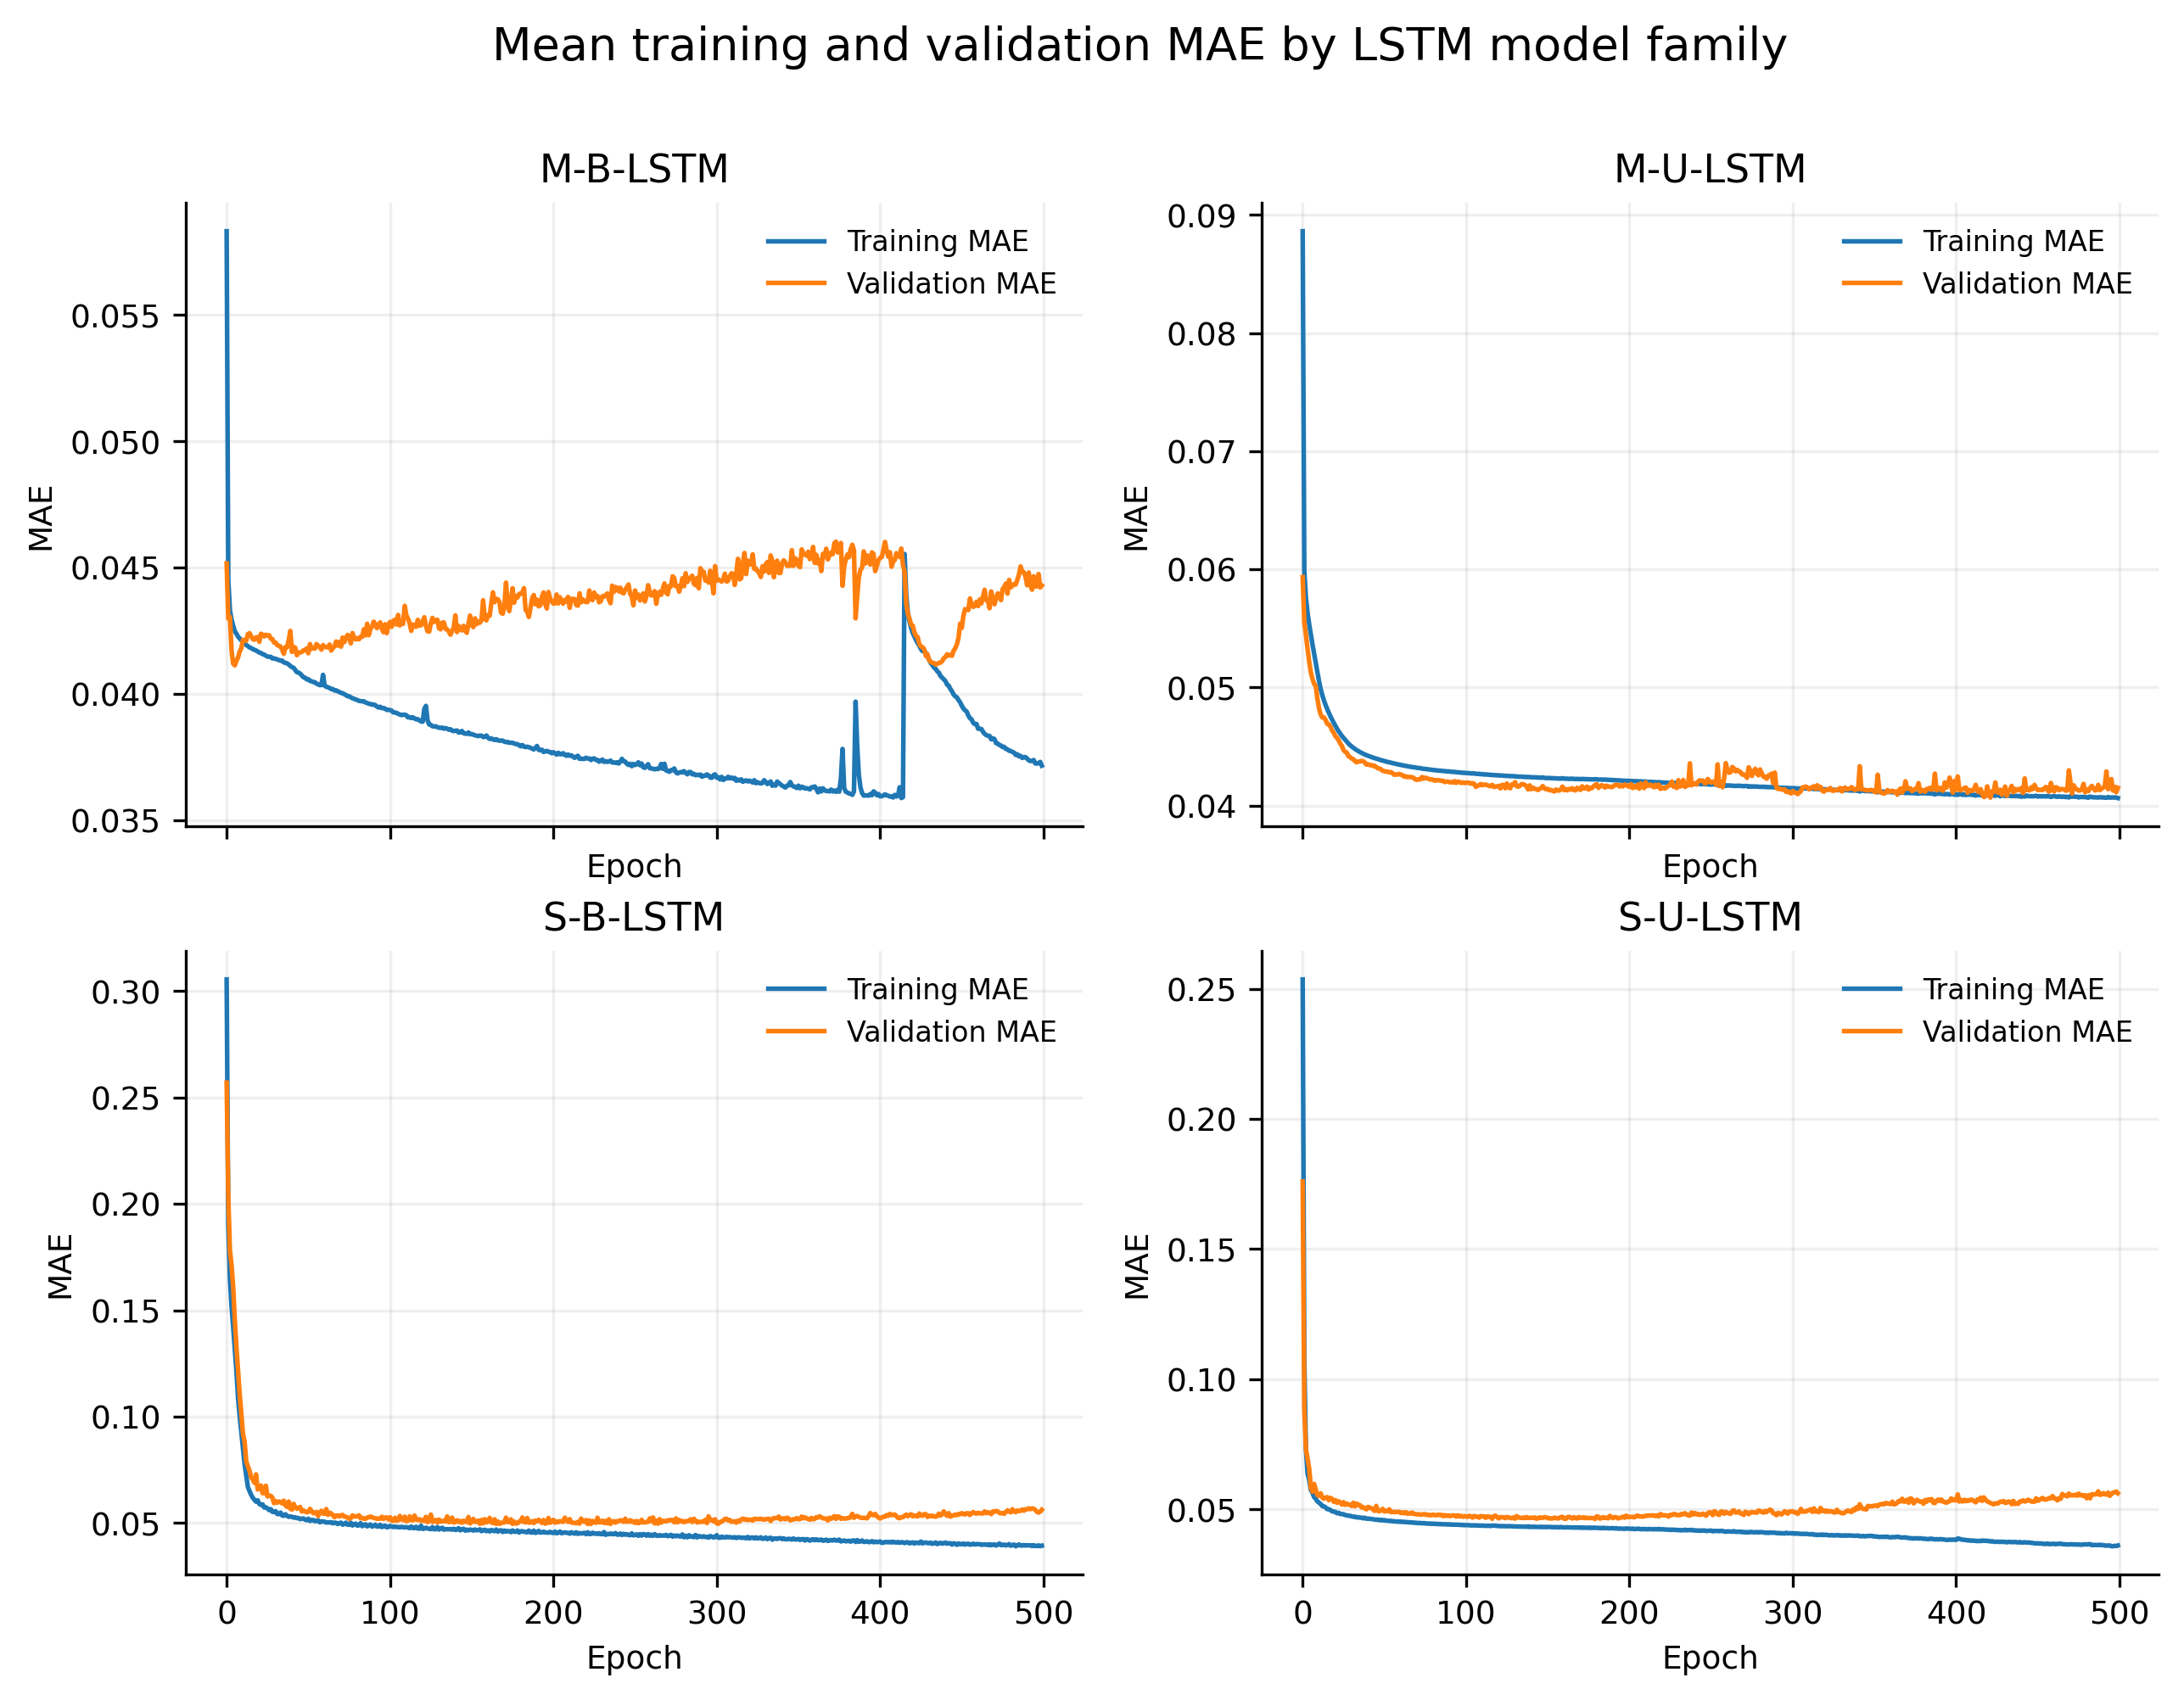 Mean training and validation MAE by LSTM model family
M-B-LSTM
Training MAE
Validation MAE
0.055
0.050
0.045
0.040
0.035
MAE
Epoch
M-U-LSTM
Training MAE
Validation MAE
0.09
0.08
0.07
0.06
0.05
0.04
MAE
Epoch
S-B-LSTM
Training MAE
Validation MAE
0.30
0.25
0.20
0.15
0.10
0.05
MAE
0 100 200 300 400 500
Epoch
S-U-LSTM
Training MAE
Validation MAE
0.25
0.20
0.15
0.10
0.05
MAE
0 100 200 300 400 500
Epoch